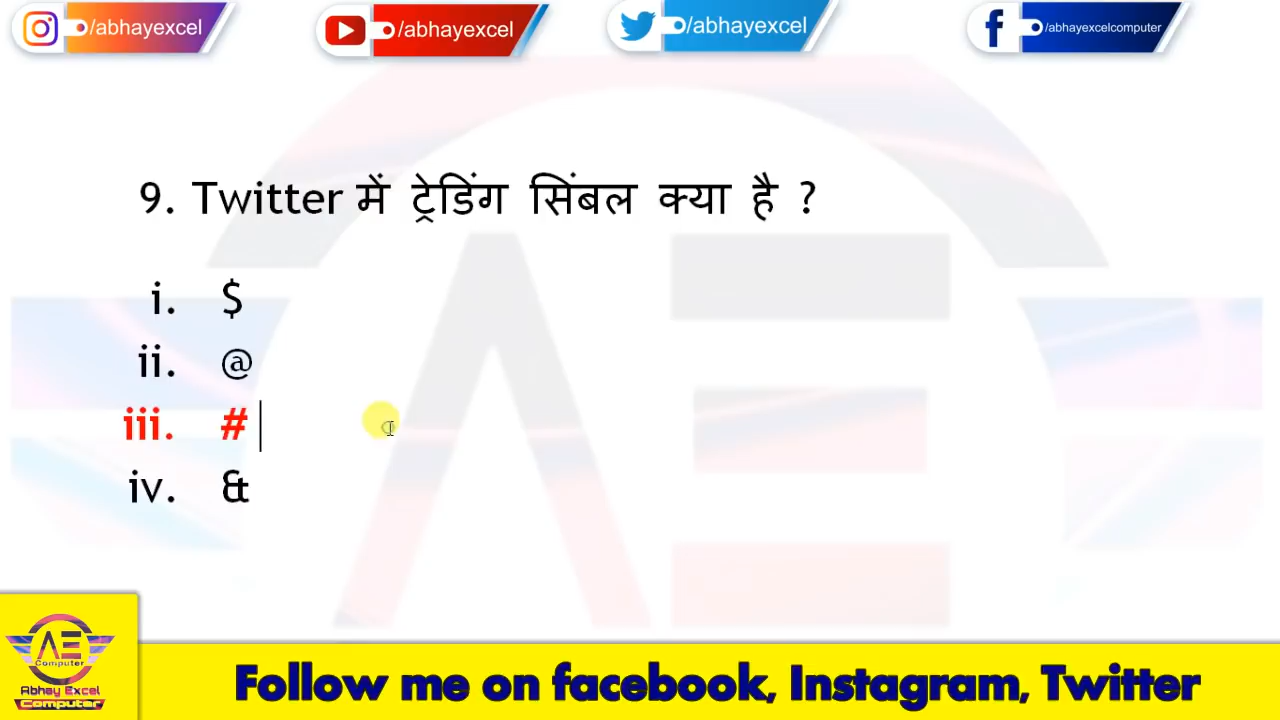 /abhayexcel
/abhayexcel
/abhayexcel
/abhayexcelcomputer
9. Twitter में ट्रेडिंग सिंबल क्या है ?
i. $
ii. @
iii. #
iv. &
AE
Computer
Abhay Excel
Computer
Follow me on facebook, Instagram, Twitter